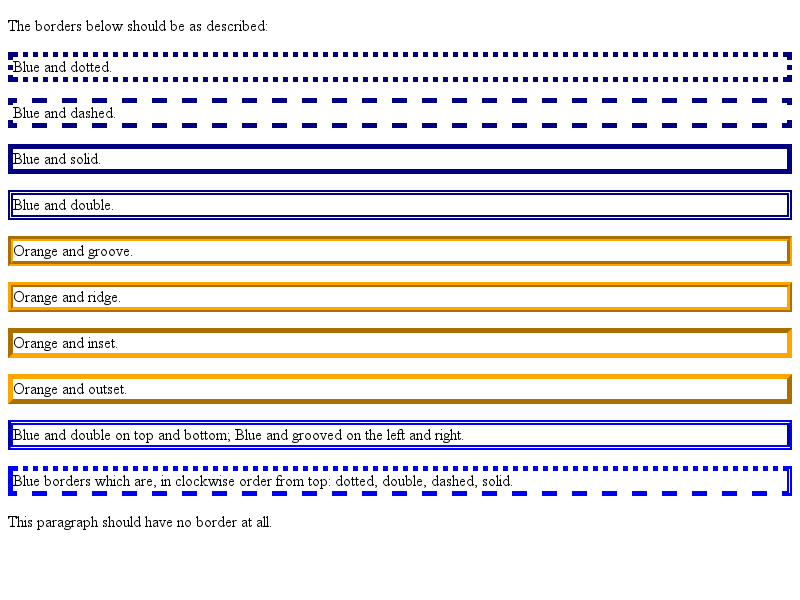 The borders below should be as described:
Blue and dotted.
Blue and dashed.
Blue and solid.
Blue and double.
Orange and groove.
Orange and ridge.
Orange and inset.
Orange and outset.
Blue and double on top and bottom; Blue and grooved on the left and right.
Blue borders which are, in clockwise order from top: dotted, double, dashed, solid.
This paragraph should have no border at all.